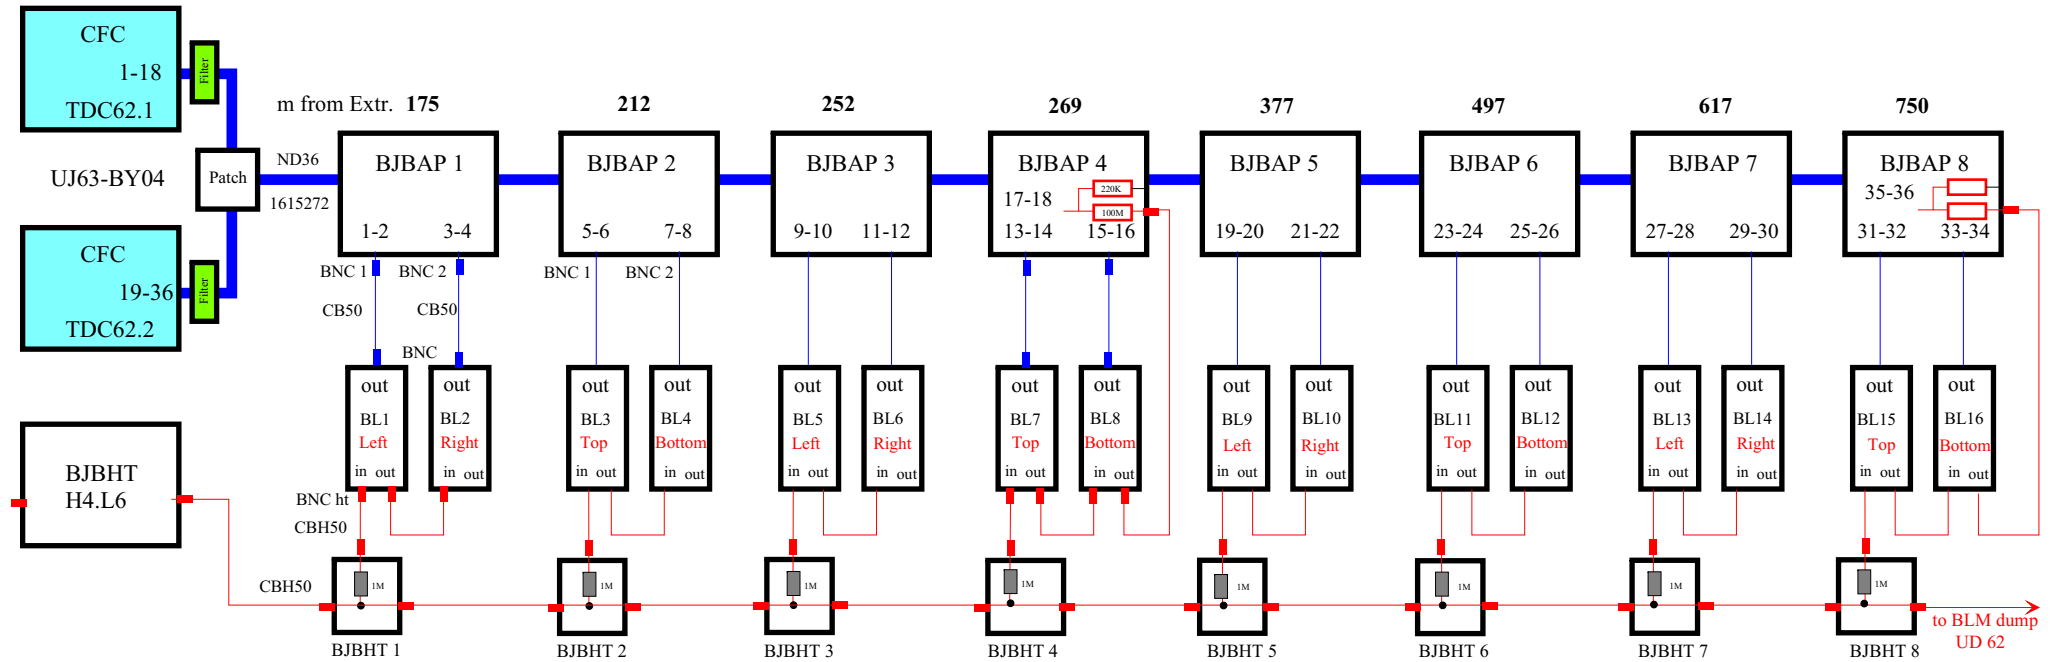 CFC
1-18
TDC62.1
Filter
UJ63-BY04
Patch
CFC
19-36
TDC62.2
Filter
BJBHT
H4.L6
m from Extr. 175 212 252 269 377 497 617 750
ND36
1615272
BJBAP 1
1-2 3-4
BJBAP 2
5-6 7-8
BJBAP 3
9-10 11-12
BJBAP 4
17-18
220K
100M
13-14 15-16
BJBAP 5
19-20 21-22
BJBAP 6
23-24 25-26
BJBAP 7
27-28 29-30
BJBAP 8
35-36
31-32 33-34
BNC 1 BNC 2 BNC 1 BNC 2
CB50 CB50
BNC
out
BL1
Left
in out
out
BL2
Right
in out
out
BL3
Top
in out
out
BL4
Bottom
in out
out
BL5
Left
in out
out
BL6
Right
in out
out
BL7
Top
in out
out
BL8
Bottom
in out
out
BL9
Left
in out
out
BL10
Right
in out
out
BL11
Top
in out
out
BL12
Bottom
in out
out
BL13
Left
in out
out
BL14
Right
in out
out
BL15
Top
in out
out
BL16
Bottom
in out
BNC ht
CBH50
CBH50
1M 1M 1M 1M 1M 1M 1M 1M
BJBHT 1 BJBHT 2 BJBHT 3 BJBHT 4 BJBHT 5 BJBHT 6 BJBHT 7 BJBHT 8
to BLM dump
UD 62